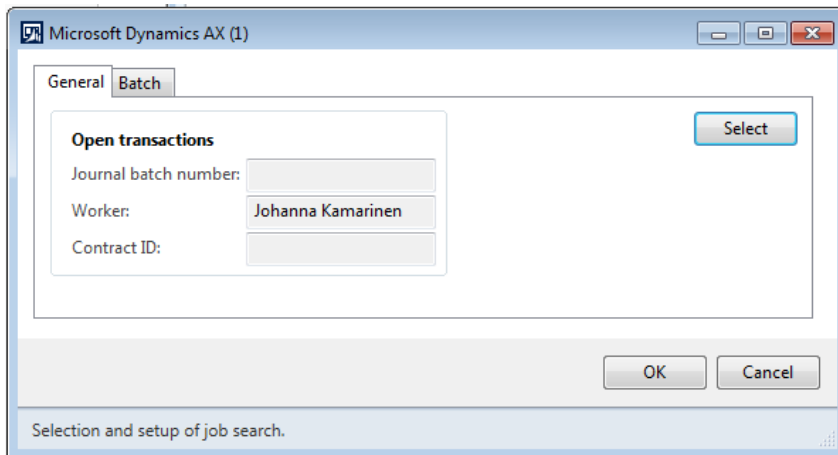 Microsoft Dynamics AX (1)
General Batch
Open transactions
Select
Journal batch number:
Worker: Johanna Kamarinen
Contract ID:
OK Cancel
Selection and setup of job search.